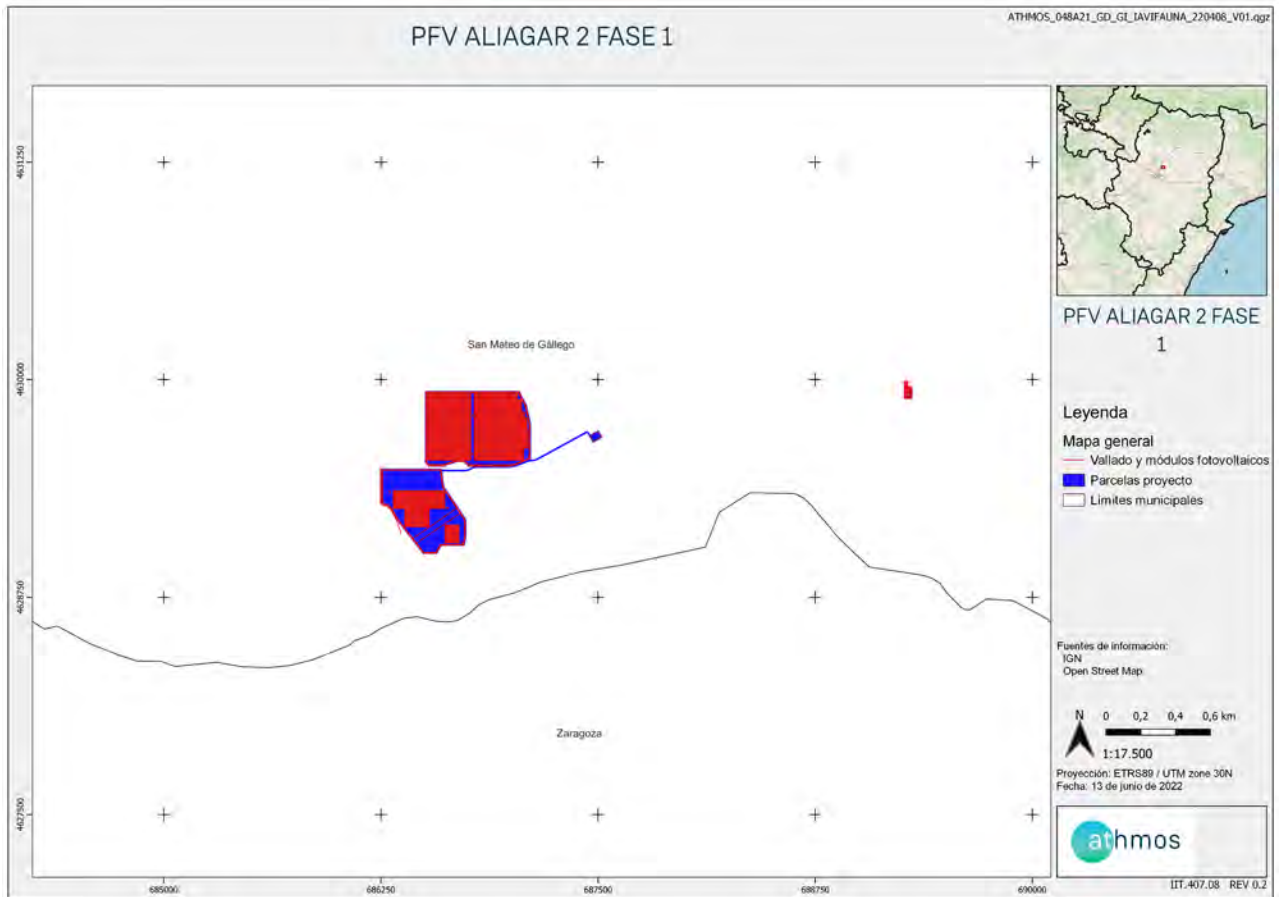 ATHMOS_048A21_GD_GI_IAVIFAUNA_220408_V01.qgz
PFV ALIAGAR 2 FASE 1
4631250
4630000
4628750
4627500
San Mateo de Gállego
Zaragoza
685000
686250
687500
688750
690000
PFV ALIAGAR 2 FASE
1
Leyenda
Mapa general
Vallado y módulos fotovoltaicos
Parcelas proyecto
Limites municipales
Fuentes de información:
IGN
Open Street Map
N 0 0,2 0,4 0,6 km
1:17.500
Proyección: ETRS89 / UTM zone 30N
Fecha: 13 de junio de 2022
athmos
IIT.407.08 REV 0.2